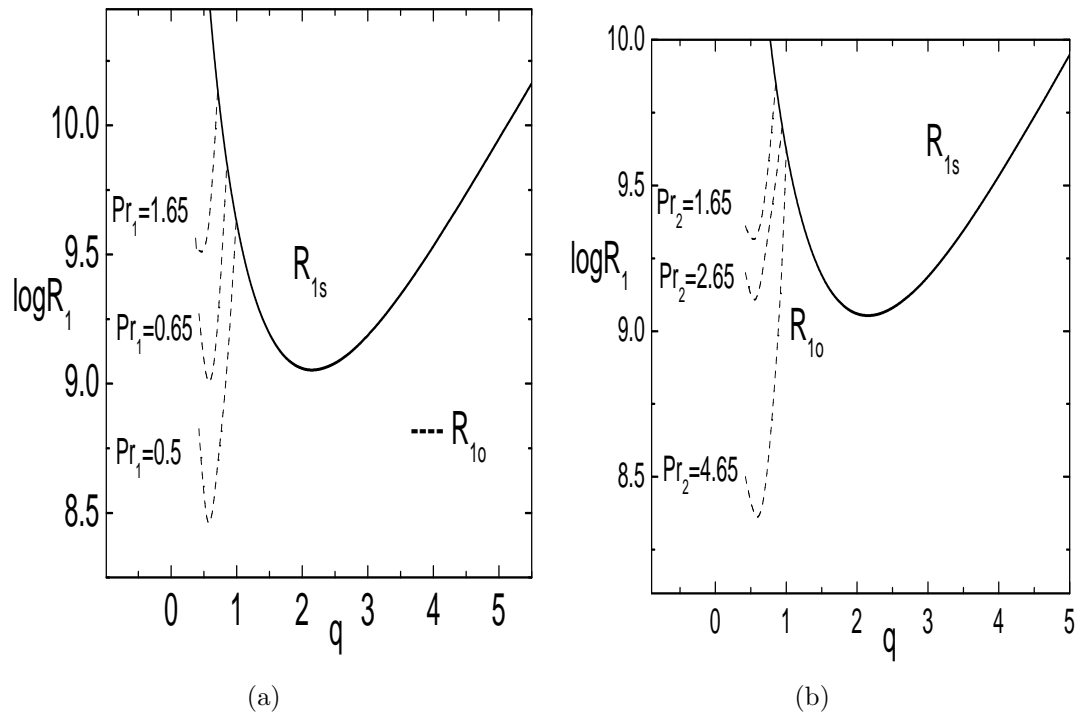 10.0
9.5
9.0
8.5
logR₁
Pr₁=1.65
Pr₁=0.65
Pr₁=0.5
R₁ₛ
R₁ₒ
0 1 2 3 4 5
q
(a)
10.0
9.5
9.0
8.5
logR₁
Pr₂=1.65
Pr₂=2.65
Pr₂=4.65
R₁ₛ
R₁ₒ
0 1 2 3 4 5
q
(b)